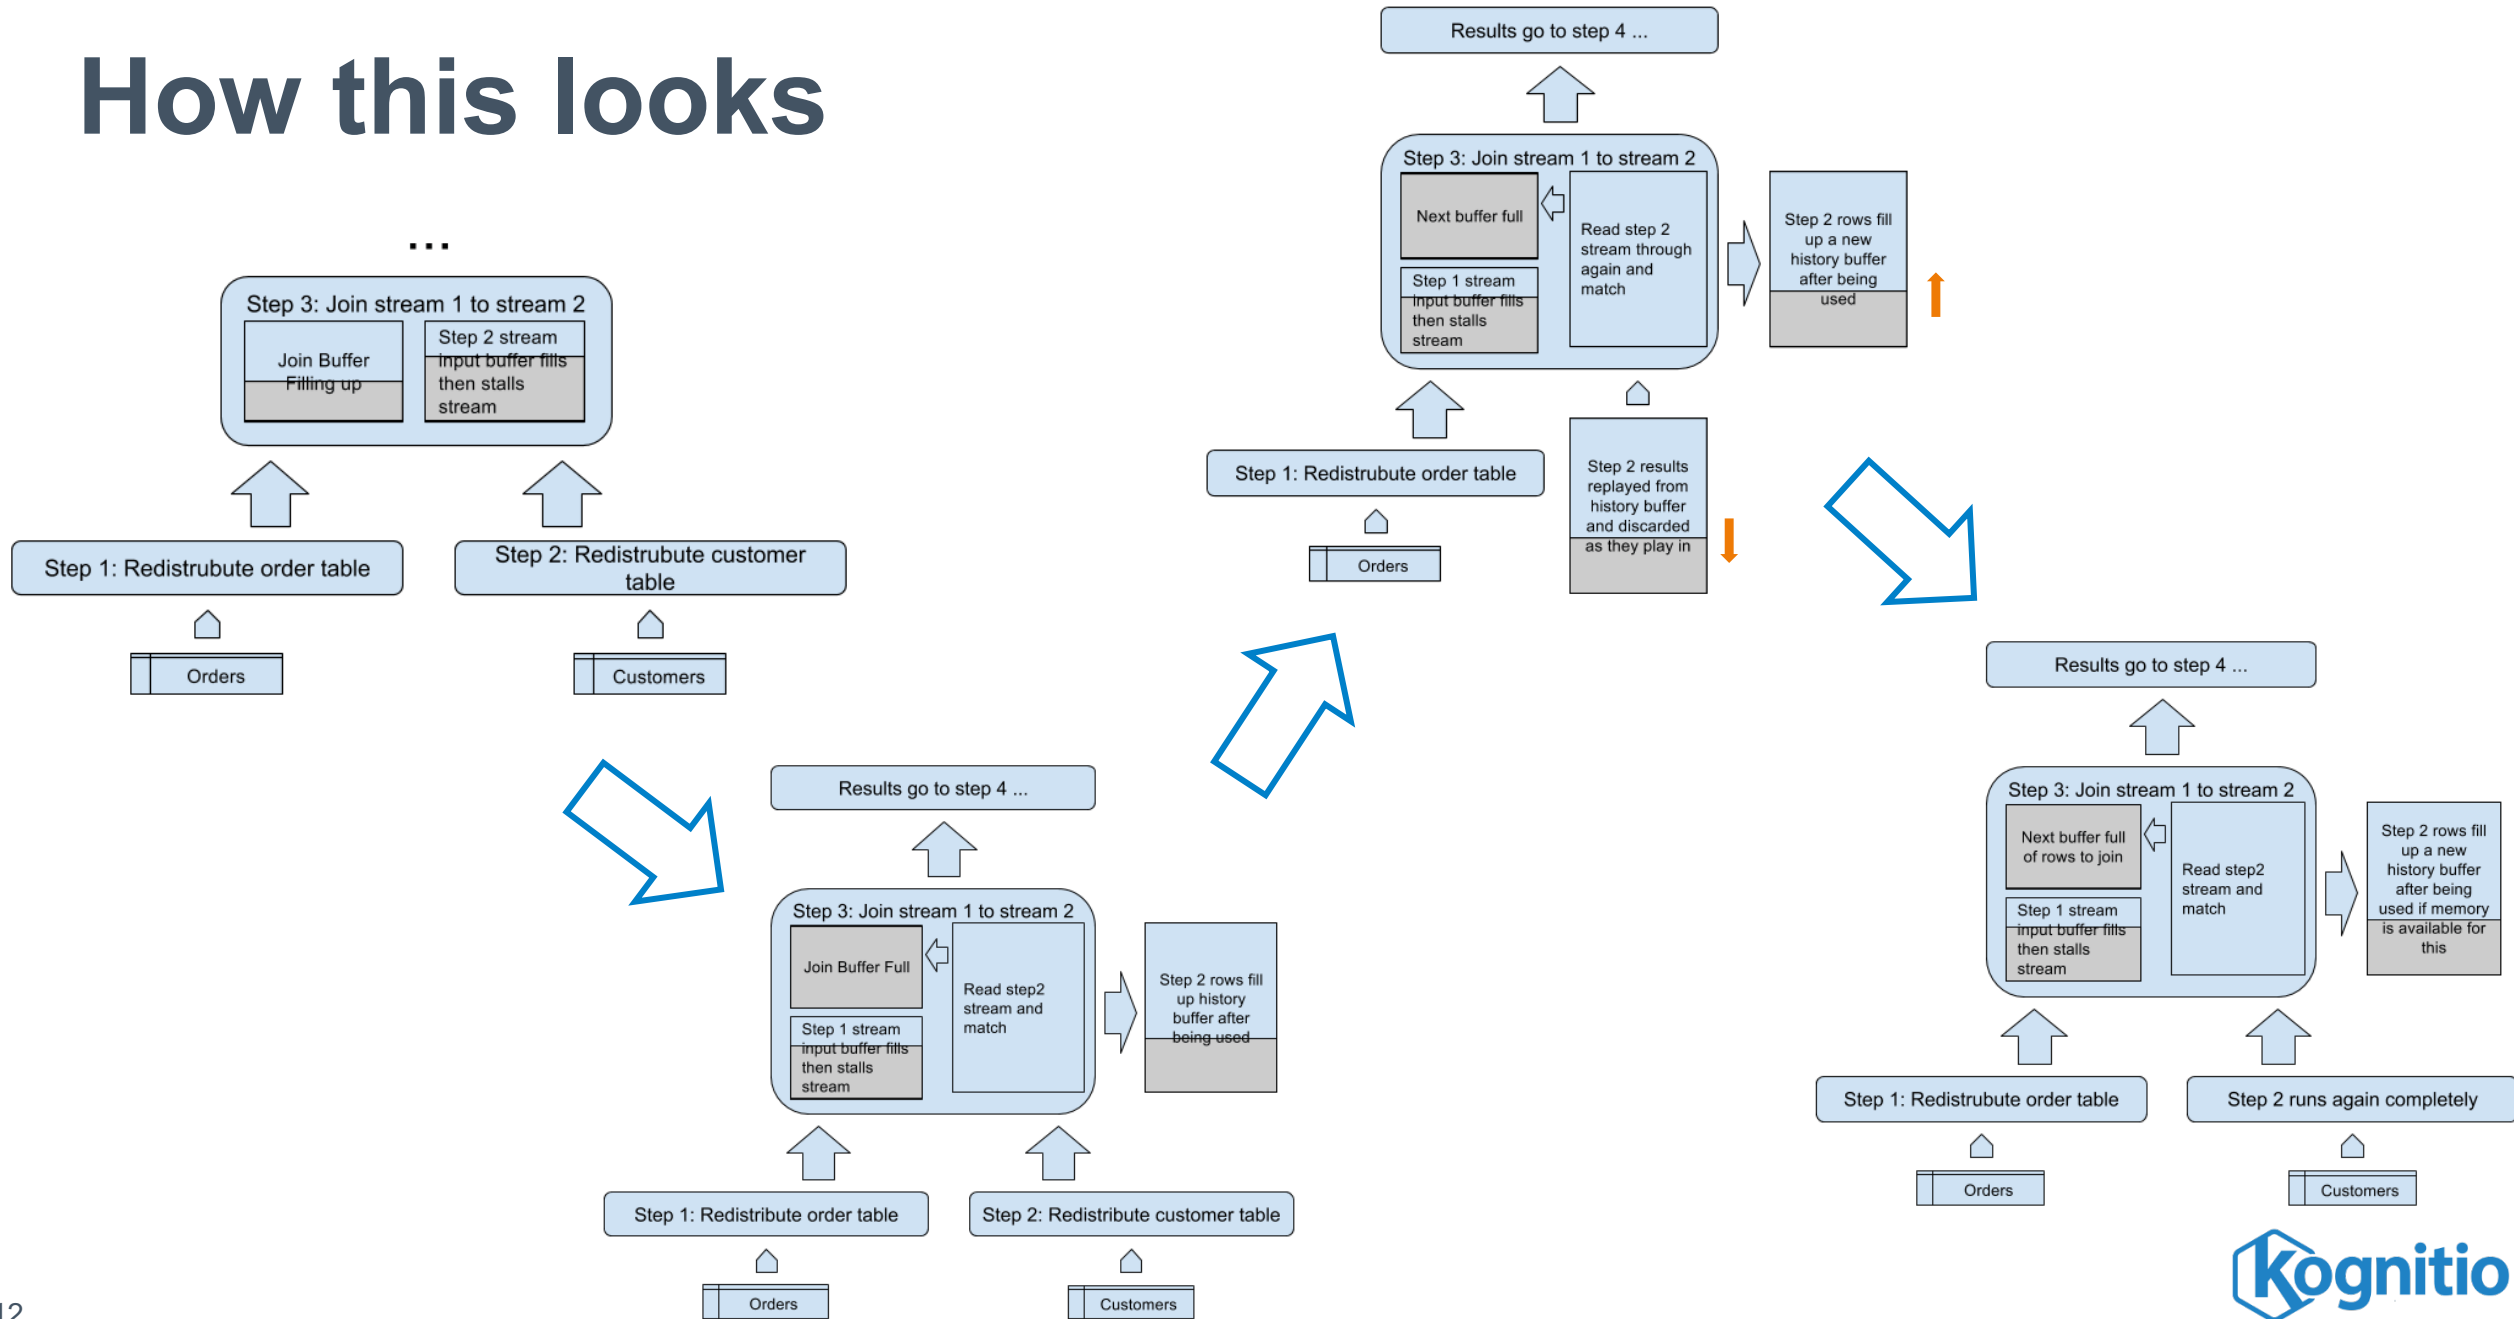 How this looks
...
Step 3: Join stream 1 to stream 2
Join Buffer
Filling up
Step 2 stream
input buffer fills
then stalls
stream
Step 1: Redistrubute order table
Step 2: Redistrubute customer
table
Orders
Customers
Results go to step 4 ...
Step 3: Join stream 1 to stream 2
Join Buffer Full
Step 1 stream
input buffer fills
then stalls
stream
Read step2
stream and
match
Step 2 rows fill
up history
buffer after
being used
Step 1: Redistribute order table
Step 2: Redistribute customer table
Orders
Customers
Results go to step 4 ...
Step 3: Join stream 1 to stream 2
Next buffer full
Step 1 stream
input buffer fills
then stalls
stream
Read step 2
stream through
again and
match
Step 2 rows fill
up a new
history buffer
after being
used
Step 1: Redistrubute order table
Orders
Step 2 results
replayed from
history buffer
and discarded
as they play in
Results go to step 4 ...
Step 3: Join stream 1 to stream 2
Next buffer full
of rows to join
Step 1 stream
input buffer fills
then stalls
stream
Read step2
stream and
match
Step 2 rows fill
up a new
history buffer
after being
used if memory
is available for
this
Step 1: Redistrubute order table
Step 2 runs again completely
Orders
Customers
Kognitio
12